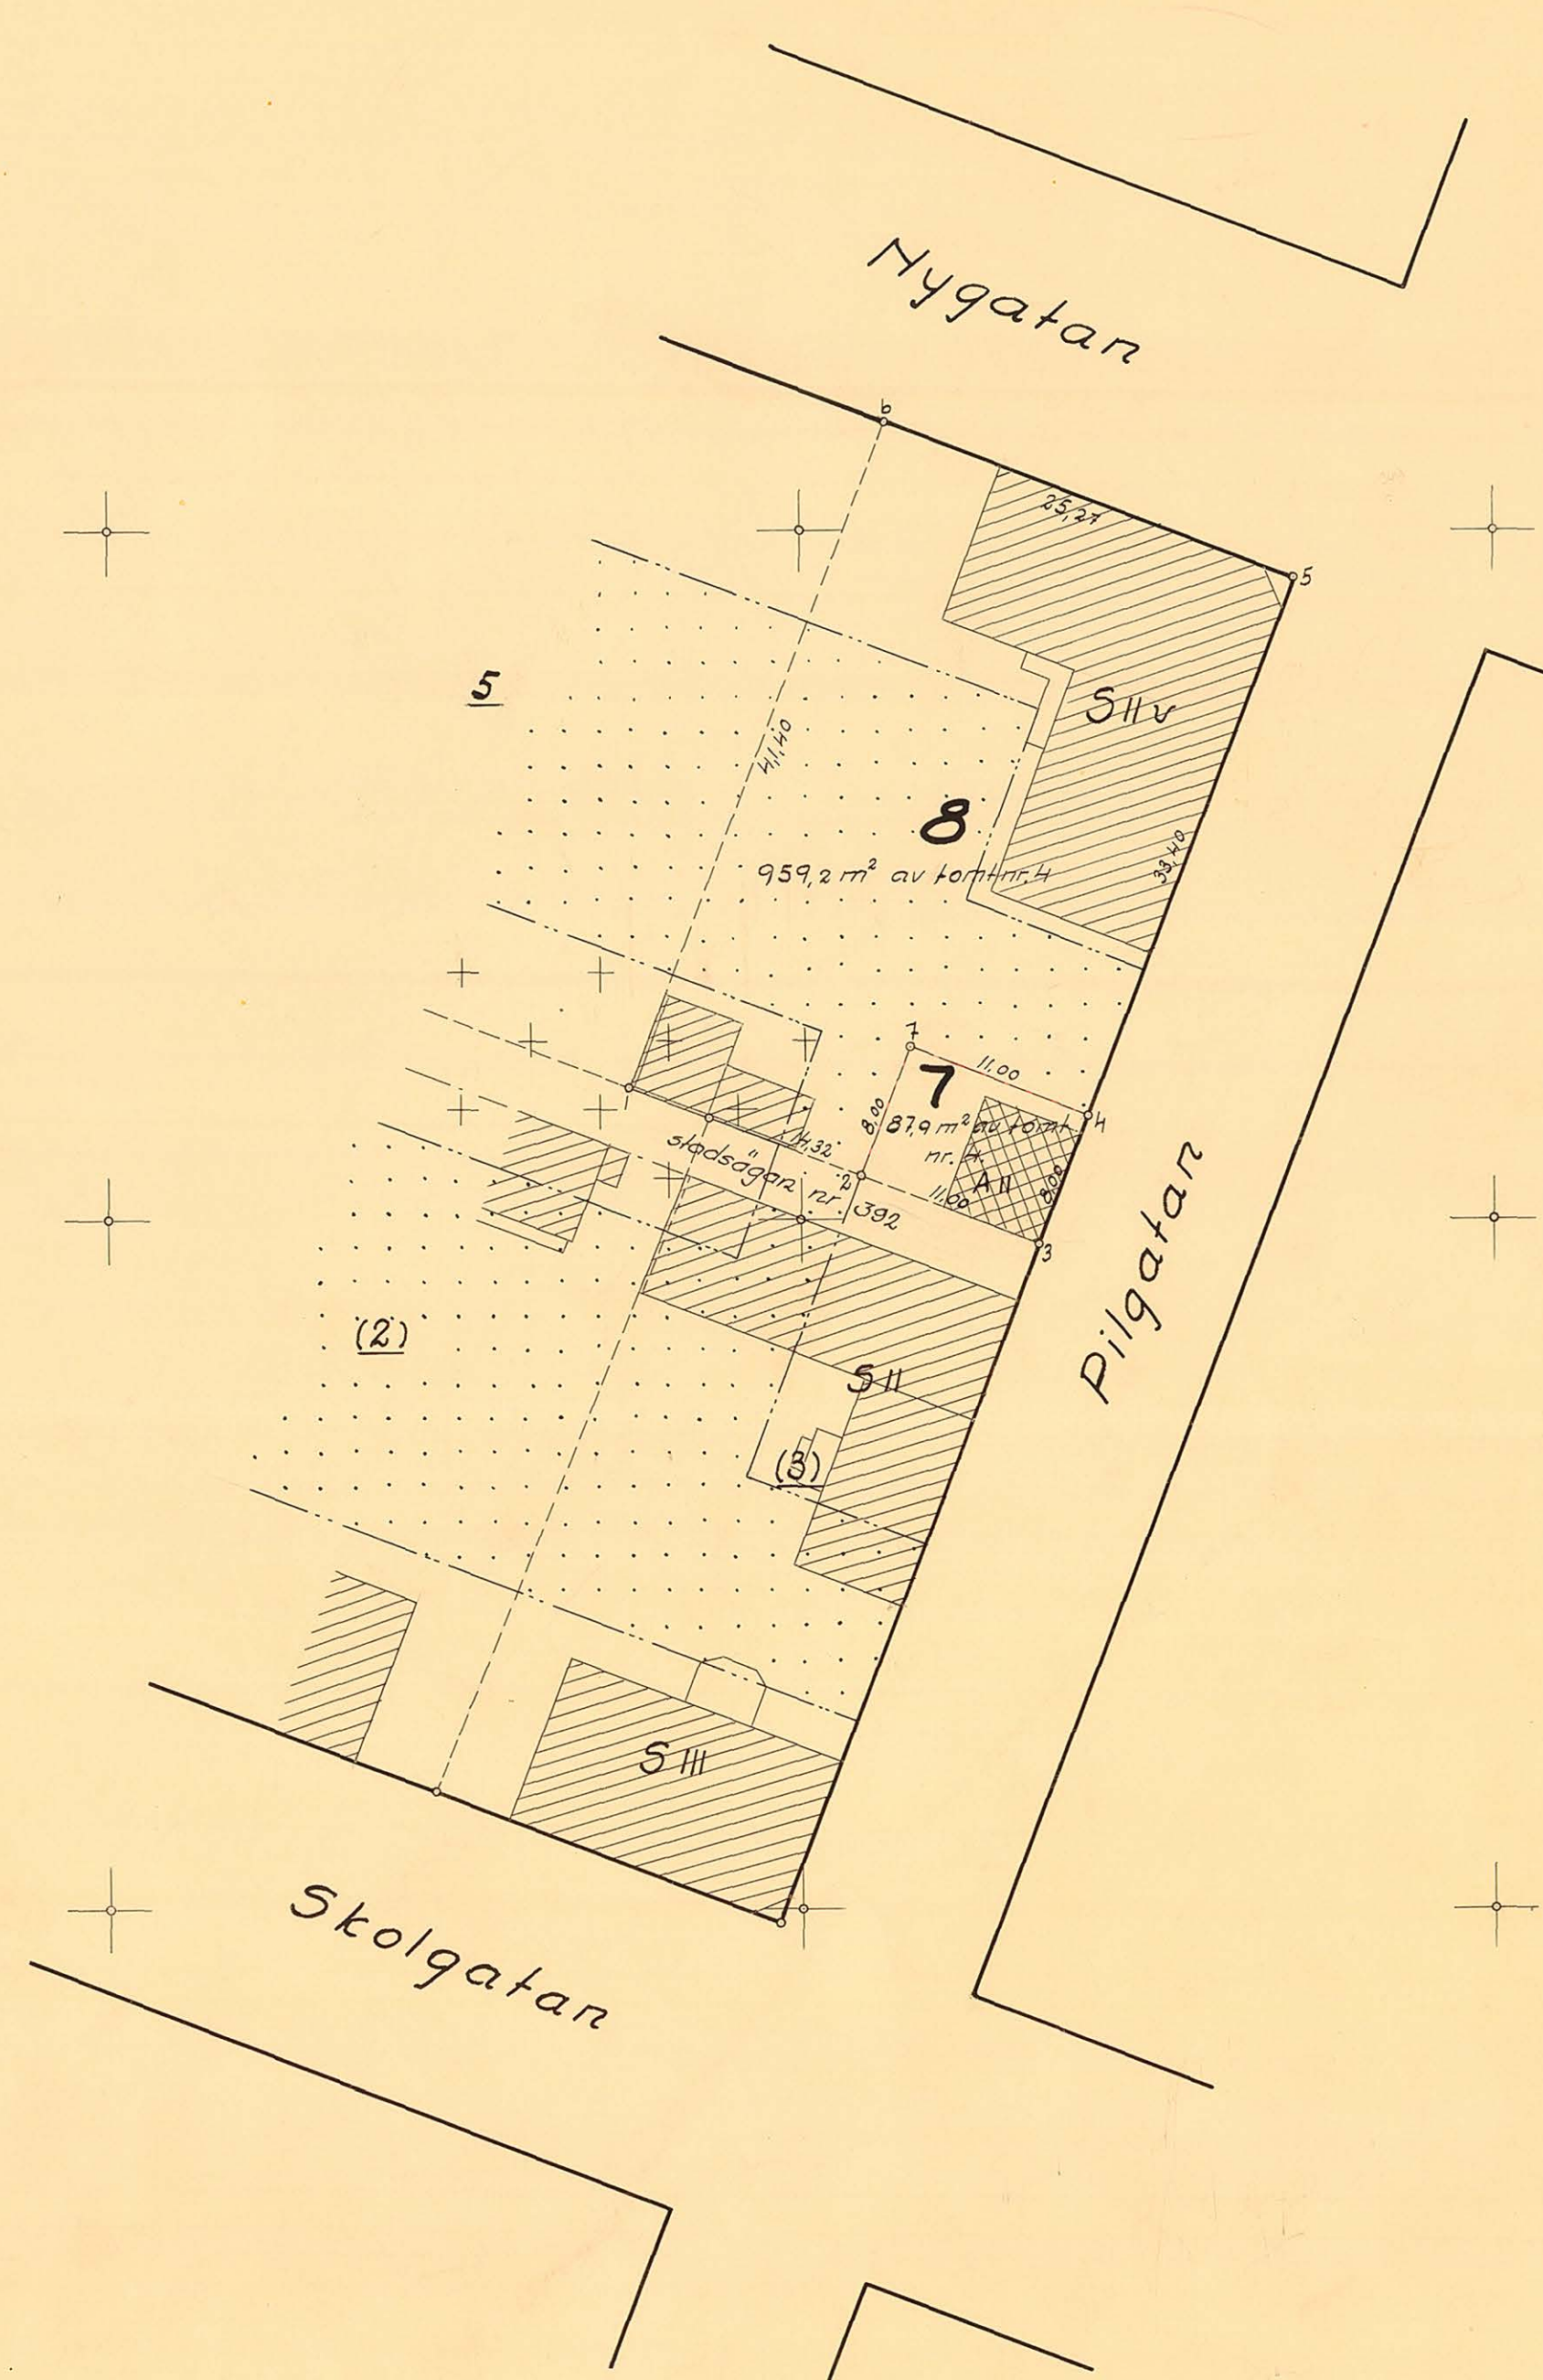 Nygatan
6
25,27
5
5
SIIv
41,40
8
33,40
959,2 m² av tomt nr. 4
7
11.00
7
8,00
87,9 m² av tomt
nr. 4.
4
14,32
stadsägan nr. 392
2
11,00
A II
8,00
3
Pilgatan
(2)
S II
(3)
S III
Skolgatan